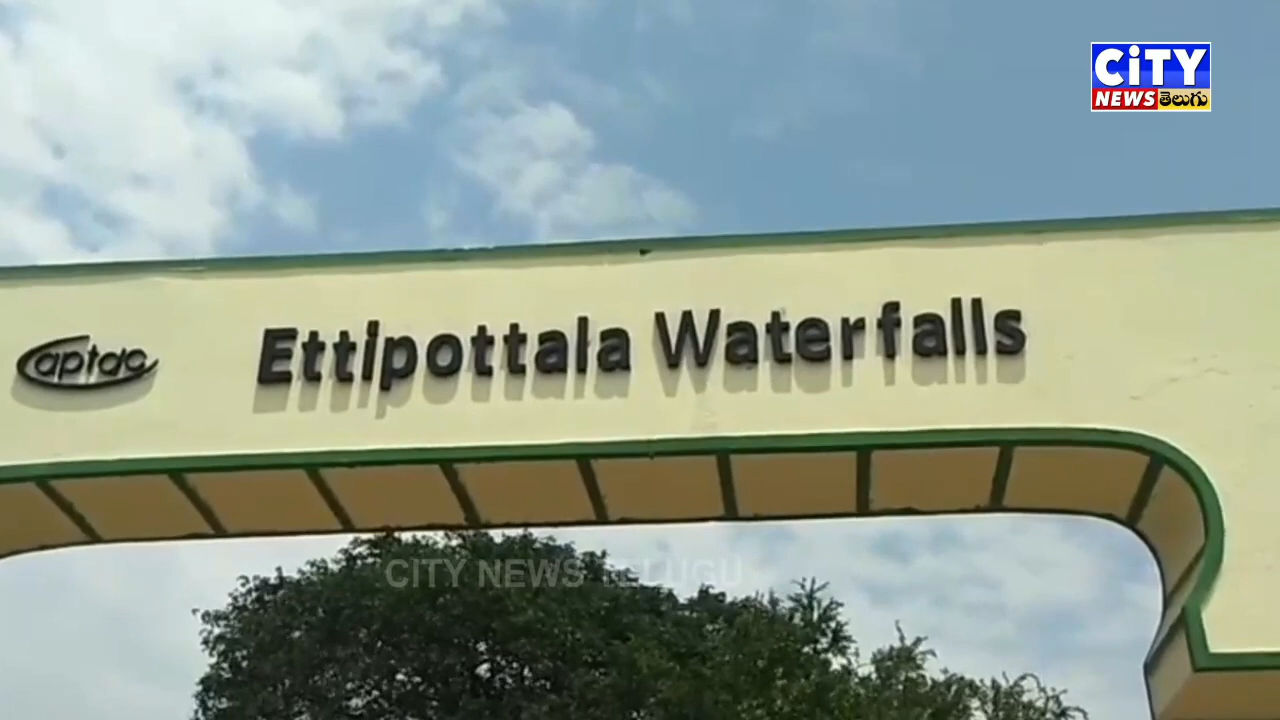 CiTY
NEWS తెలుగు
aptdc Ettipottala Waterfalls
CITY NEWS TELUGU